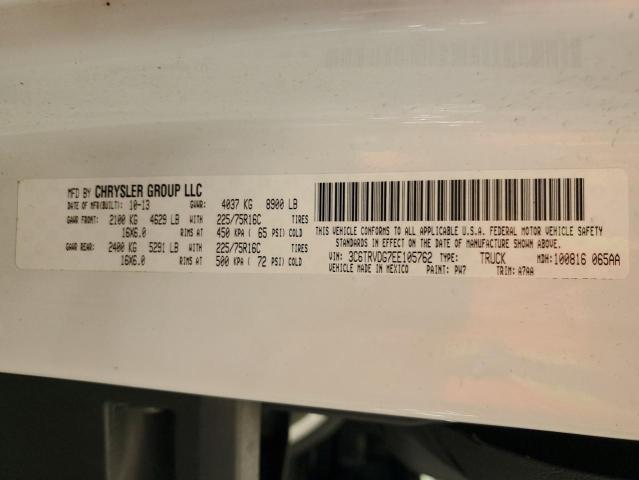 MFD BY CHRYSLER GROUP LLC
DATE OF MFR(BUILT): 10-13 GVWR: 4037 KG 8900 LB
GAWR FRONT: 2100 KG 4629 LB WITH 225/75R16C TIRES
16X6.0 RIMS AT 450 KPA ( 65 PSI) COLD
GAWR REAR: 2400 KG 5291 LB WITH 225/75R16C TIRES
16X6.0 RIMS AT 500 KPA ( 72 PSI) COLD
THIS VEHICLE CONFORMS TO ALL APPLICABLE U.S.A. FEDERAL MOTOR VEHICLE SAFETY
STANDARDS IN EFFECT ON THE DATE OF MANUFACTURE SHOWN ABOVE.
VIN: 3C6TRVDG7EE105762 TYPE: TRUCK MDH: 100816 065AA
VEHICLE MADE IN MEXICO PAINT: PW7 TRIM: A7AA